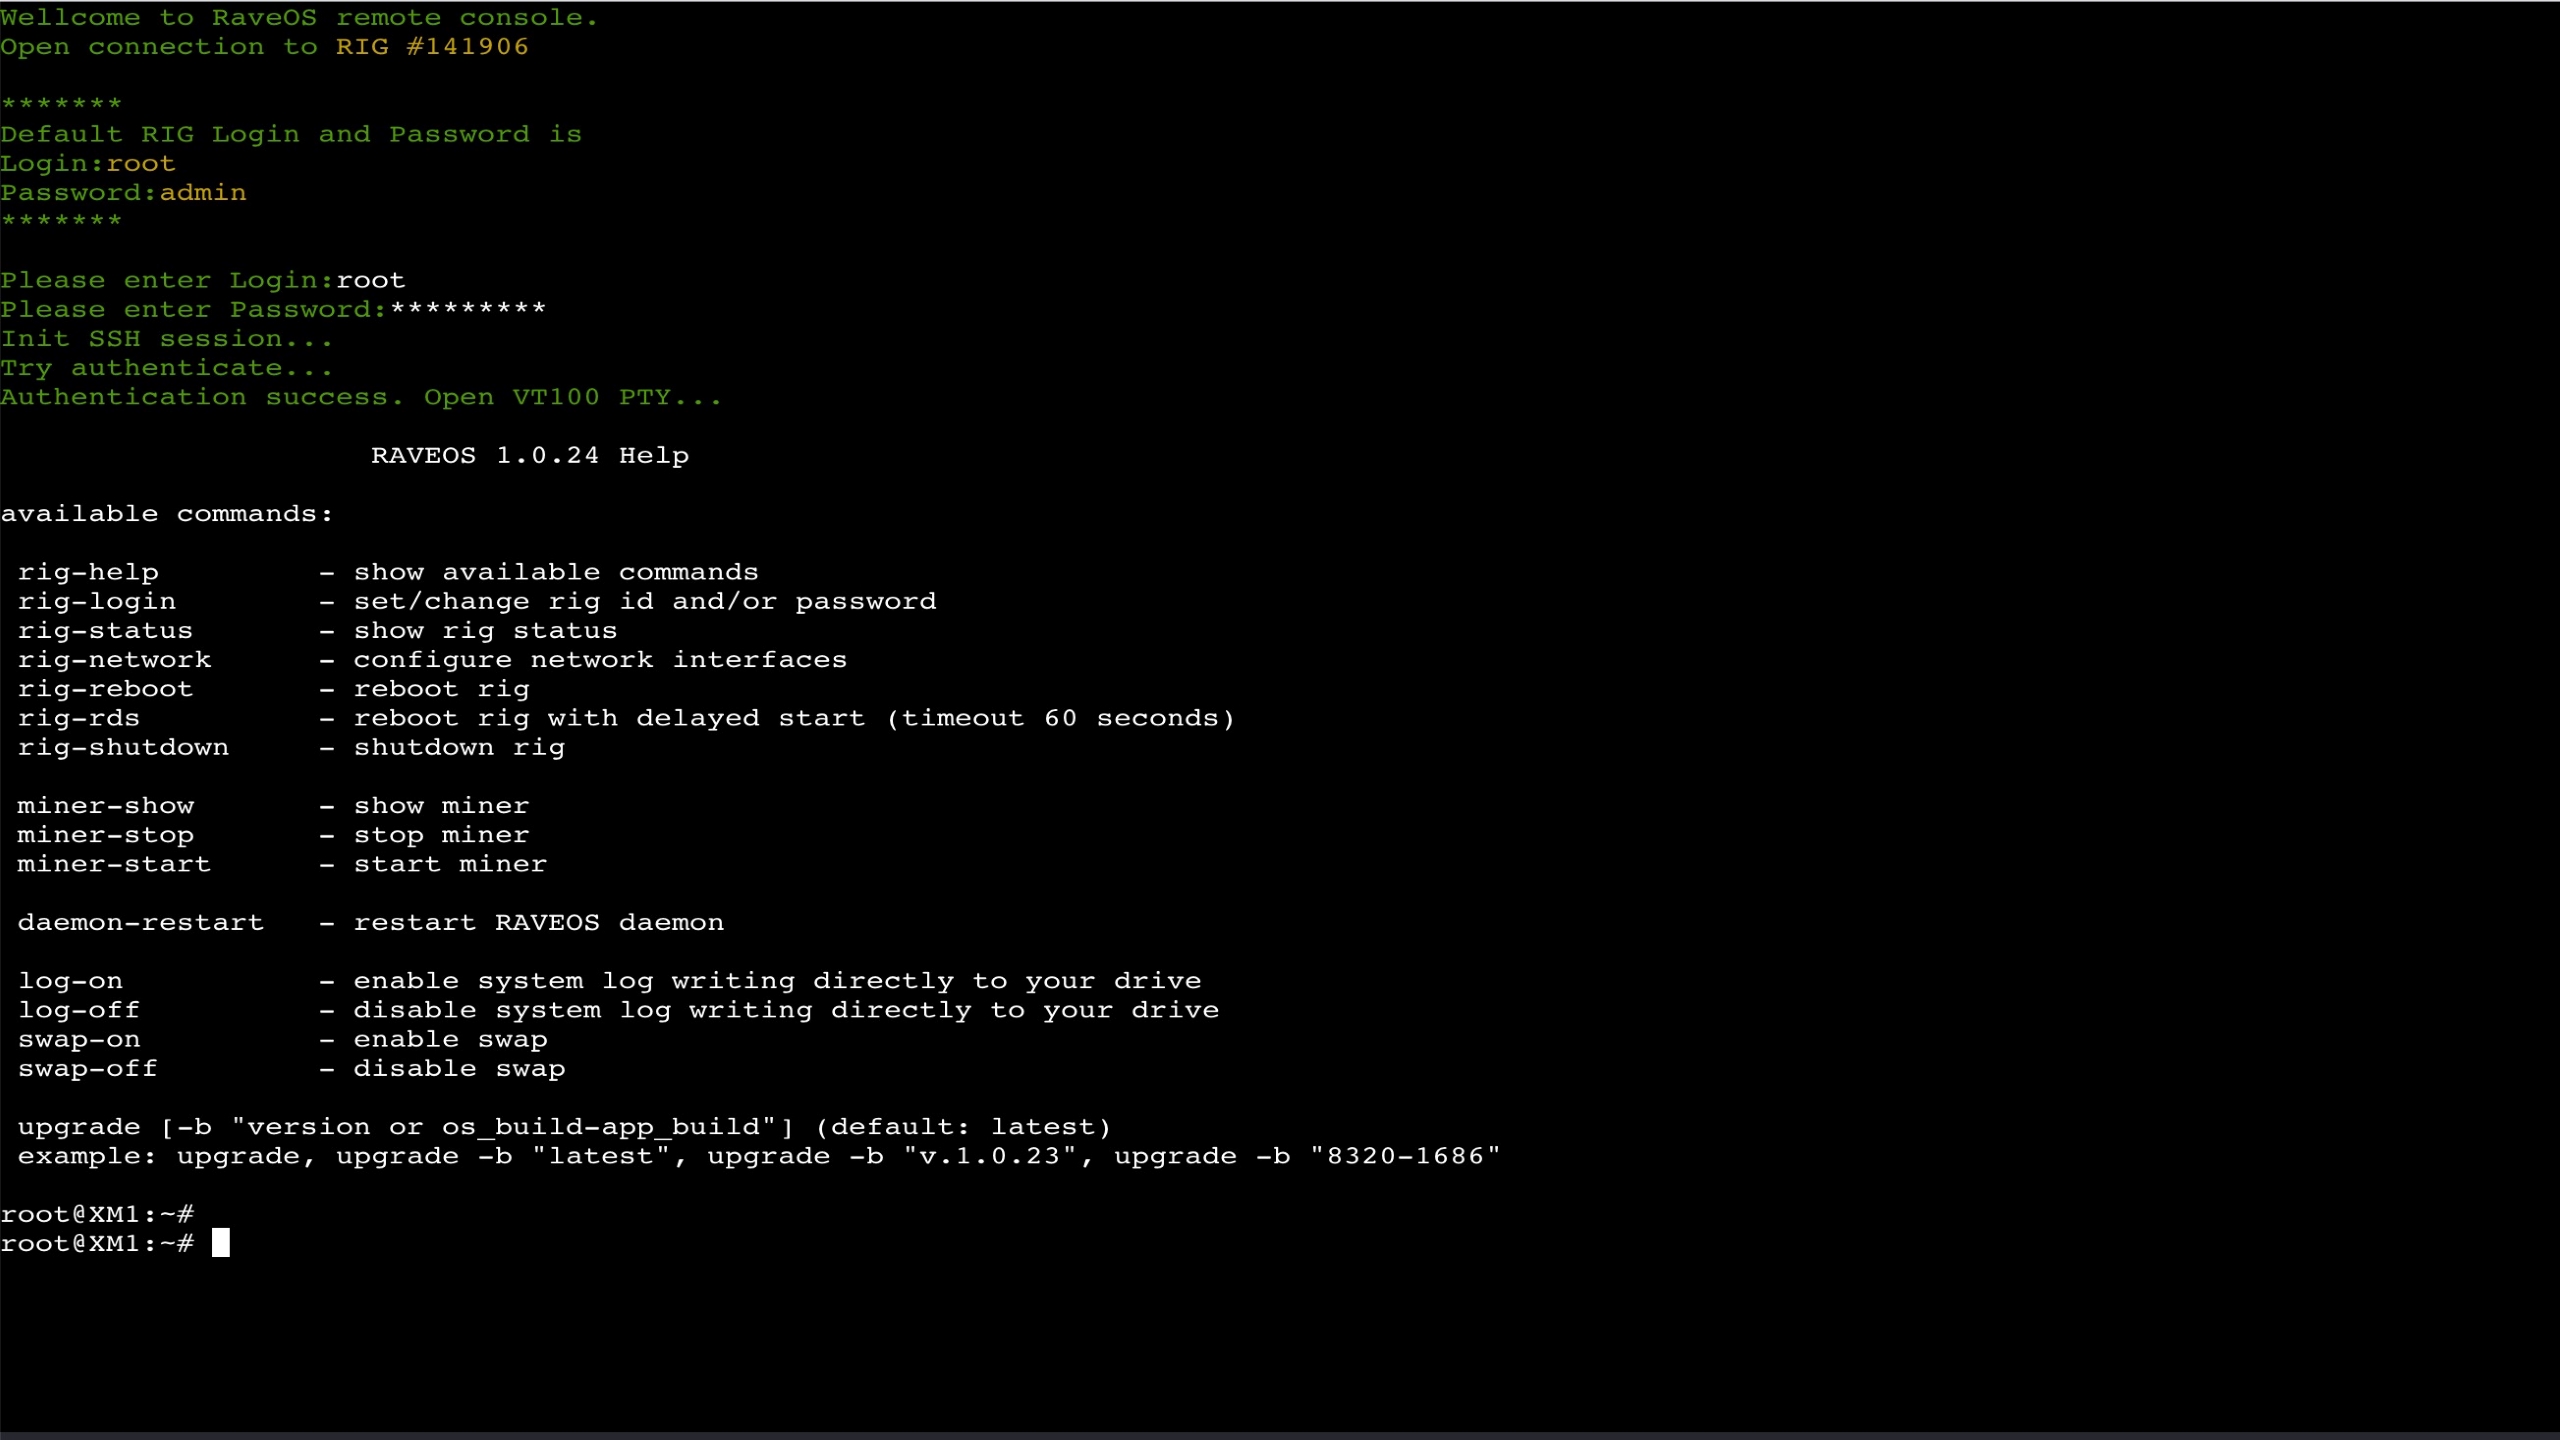 Wellcome to RaveOS remote console.
Open connection to RIG #141906
*******
Default RIG Login and Password is
Login:root
Password:admin
*******
Please enter Login:root
Please enter Password:*********
Init SSH session...
Try authenticate...
Authentication success. Open VT100 PTY...
RAVEOS 1.0.24 Help
available commands:
rig-help - show available commands
rig-login - set/change rig id and/or password
rig-status - show rig status
rig-network - configure network interfaces
rig-reboot - reboot rig
rig-rds - reboot rig with delayed start (timeout 60 seconds)
rig-shutdown - shutdown rig
miner-show - show miner
miner-stop - stop miner
miner-start - start miner
daemon-restart - restart RAVEOS daemon
log-on - enable system log writing directly to your drive
log-off - disable system log writing directly to your drive
swap-on - enable swap
swap-off - disable swap
upgrade [-b "version or os_build-app_build"] (default: latest)
example: upgrade, upgrade -b "latest", upgrade -b "v.1.0.23", upgrade -b "8320-1686"
root@XM1:~#
root@XM1:~#